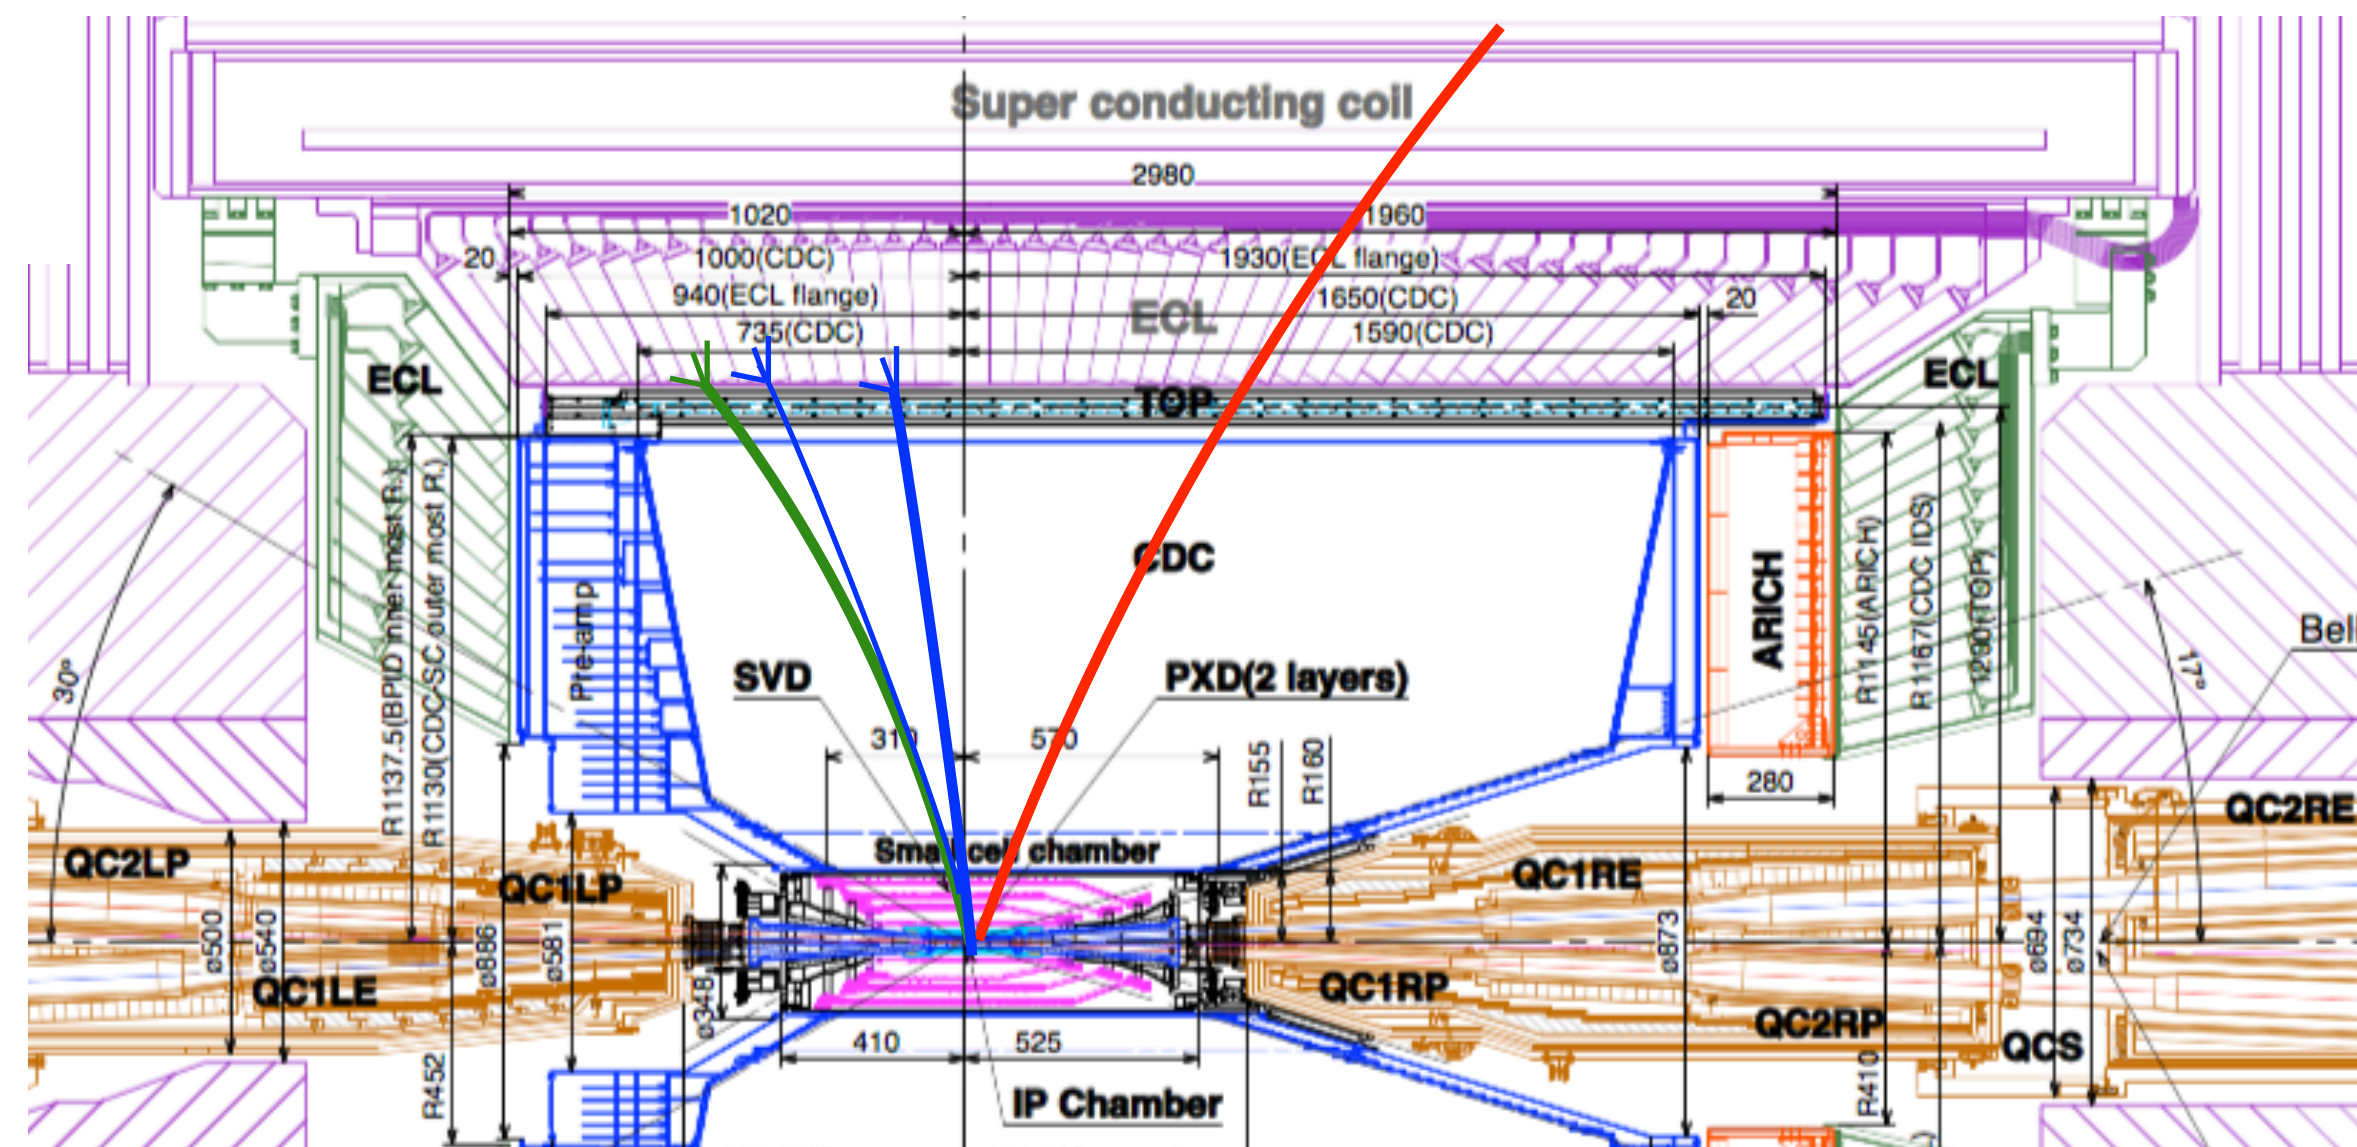 Super conducting coil
2980
1020
1960
20
1000(CDC)
1930(ECL flange)
940(ECL flange)
1650(CDC)
20
735(CDC)
ECL
1590(CDC)
ECL
TOP
ECL
CDC
ARICH
Pre-amp
R1137.5(BPID inner most R.)
R1130(CDC-SC outer most R.)
R1145(ARICH)
R1167(CDC IDS)
1290(TOP)
30°
17°
Bell
SVD
PXD(2 layers)
310
570
R155
R160
280
Small cell chamber
QC2LP
QC1LP
QC1RE
QC2RE
ø500
ø540
ø886
ø581
ø348
ø873
ø694
ø734
QC1LE
QC1RP
QC2RP
QCS
410
525
R452
R410
IP Chamber